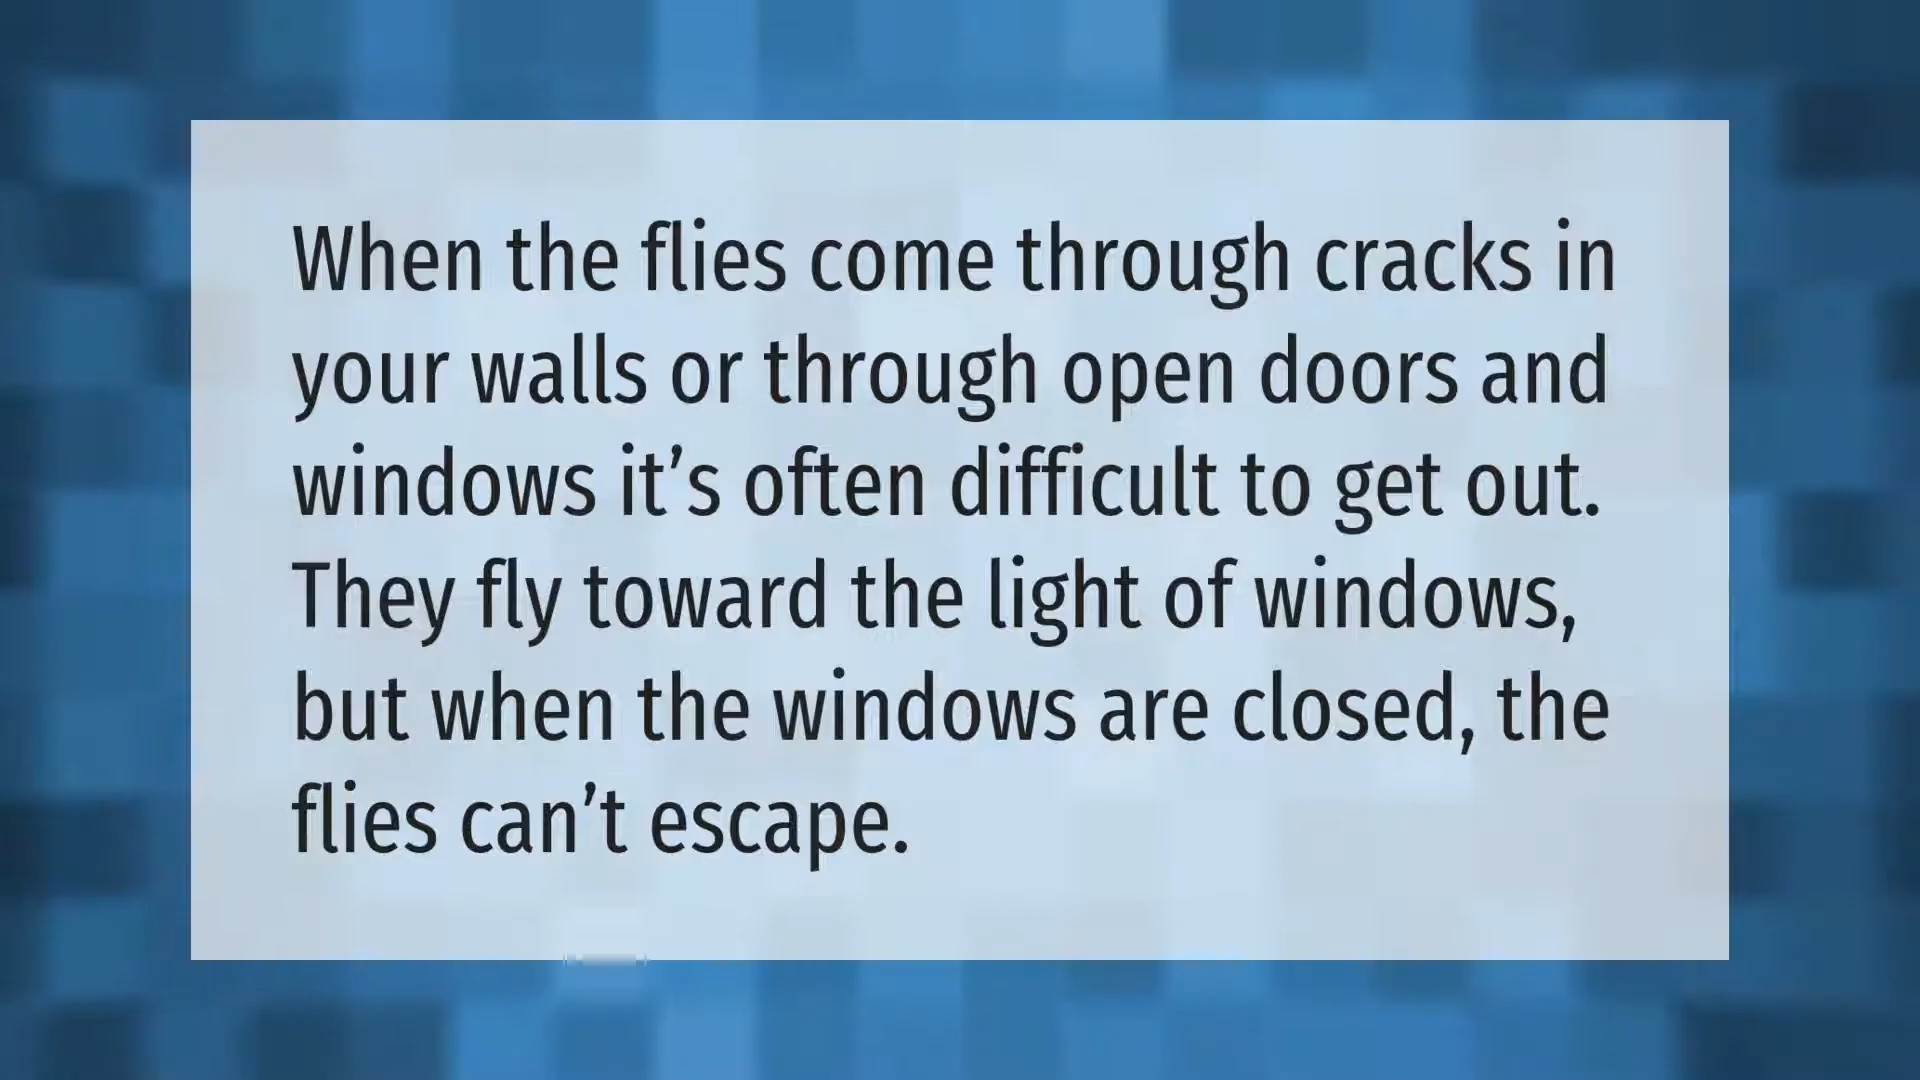 When the flies come through cracks in
your walls or through open doors and
windows it’s often difficult to get out.
They fly toward the light of windows,
but when the windows are closed, the
flies can’t escape.